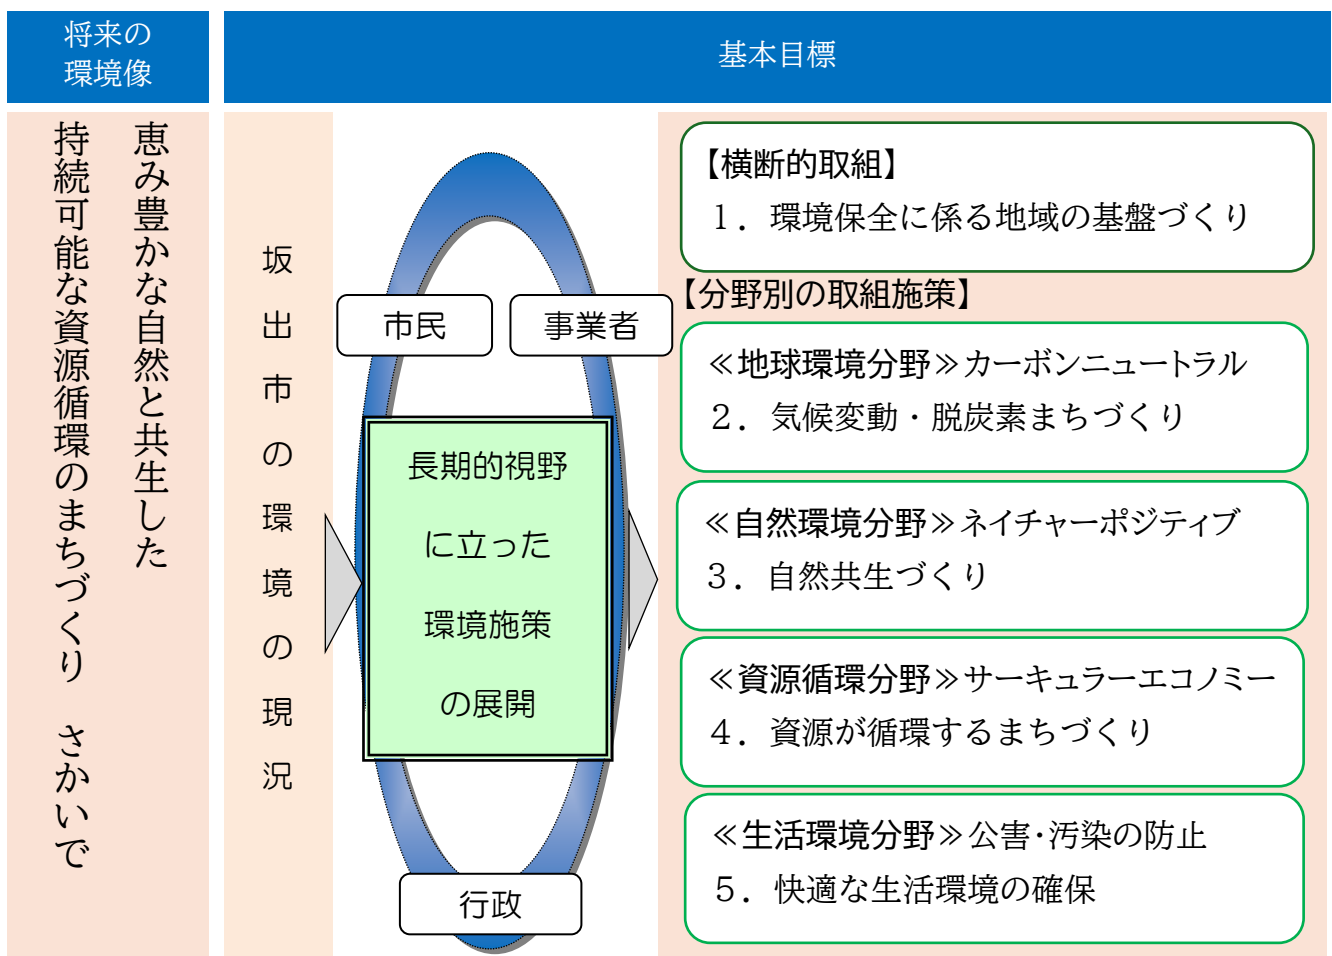 将来の
環境像
基本目標
恵み豊かな自然と共生した
持続可能な資源循環のまちづくり　さかいで
坂出市の環境の現況
市民
事業者
長期的視野
に立った
環境施策
の展開
行政
【横断的取組】
１．環境保全に係る地域の基盤づくり
【分野別の取組施策】
≪地球環境分野≫カーボンニュートラル
２．気候変動・脱炭素まちづくり
≪自然環境分野≫ネイチャーポジティブ
３．自然共生づくり
≪資源循環分野≫サーキュラーエコノミー
４．資源が循環するまちづくり
≪生活環境分野≫公害・汚染の防止
５．快適な生活環境の確保